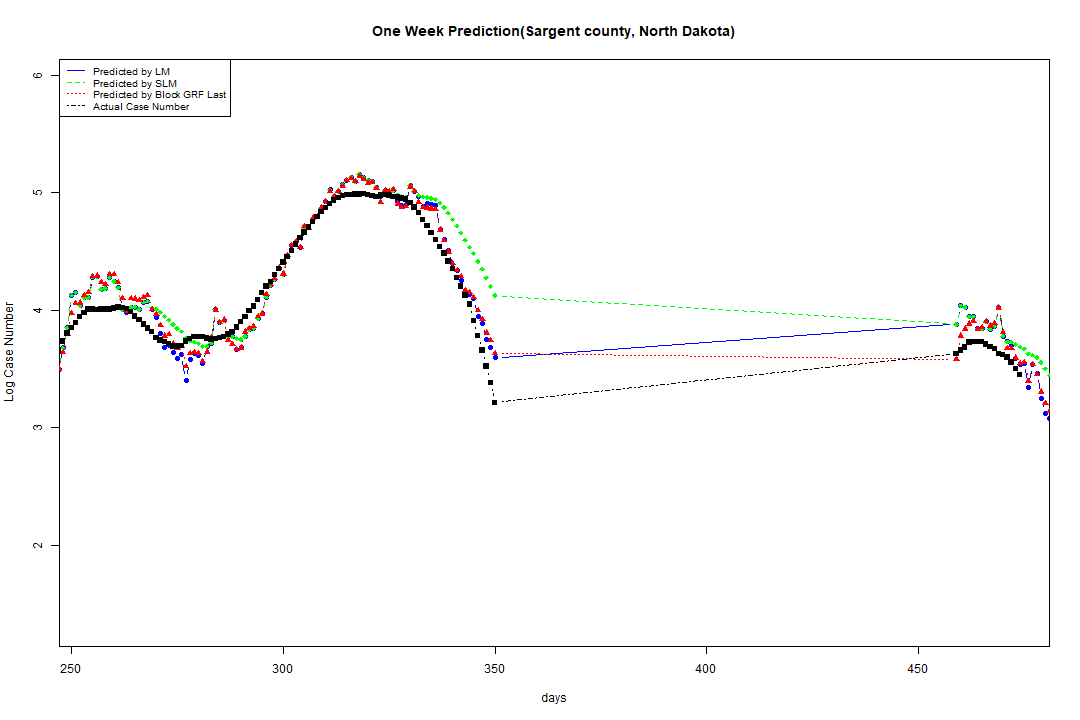 One Week Prediction(Sargent county, North Dakota)
Predicted by LM
Predicted by SLM
Predicted by Block GRF Last
Actual Case Number
Log Case Number
6
5
4
3
2
250 300 350 400 450
days